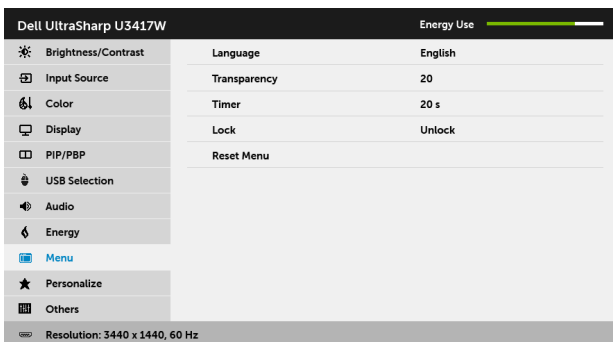 Dell UltraSharp U3417W Energy Use
Brightness/Contrast Language English
Input Source Transparency 20
Color Timer 20 s
Display Lock Unlock
PIP/PBP Reset Menu
USB Selection
Audio
Energy
Menu
Personalize
Others
Resolution: 3440 x 1440, 60 Hz